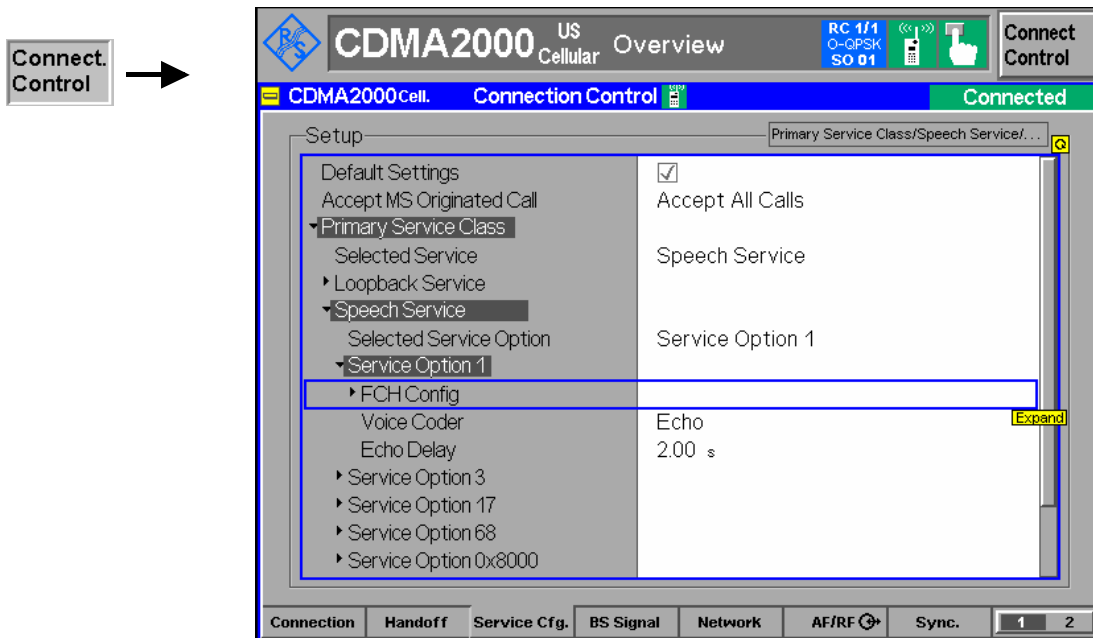 Connect.
Control
R&S
CDMA2000 US Cellular Overview
RC 1/1
O-QPSK
SO 01
Connect
Control
CDMA2000 Cell. Connection Control
Connected
Setup
Primary Service Class/Speech Service/...
Default Settings
Accept MS Originated Call Accept All Calls
Primary Service Class
Selected Service Speech Service
Loopback Service
Speech Service
Selected Service Option Service Option 1
Service Option 1
FCH Config
Expand
Voice Coder Echo
Echo Delay 2.00 s
Service Option 3
Service Option 17
Service Option 68
Service Option 0x8000
Connection Handoff Service Cfg. BS Signal Network AF/RF Sync. 1 2